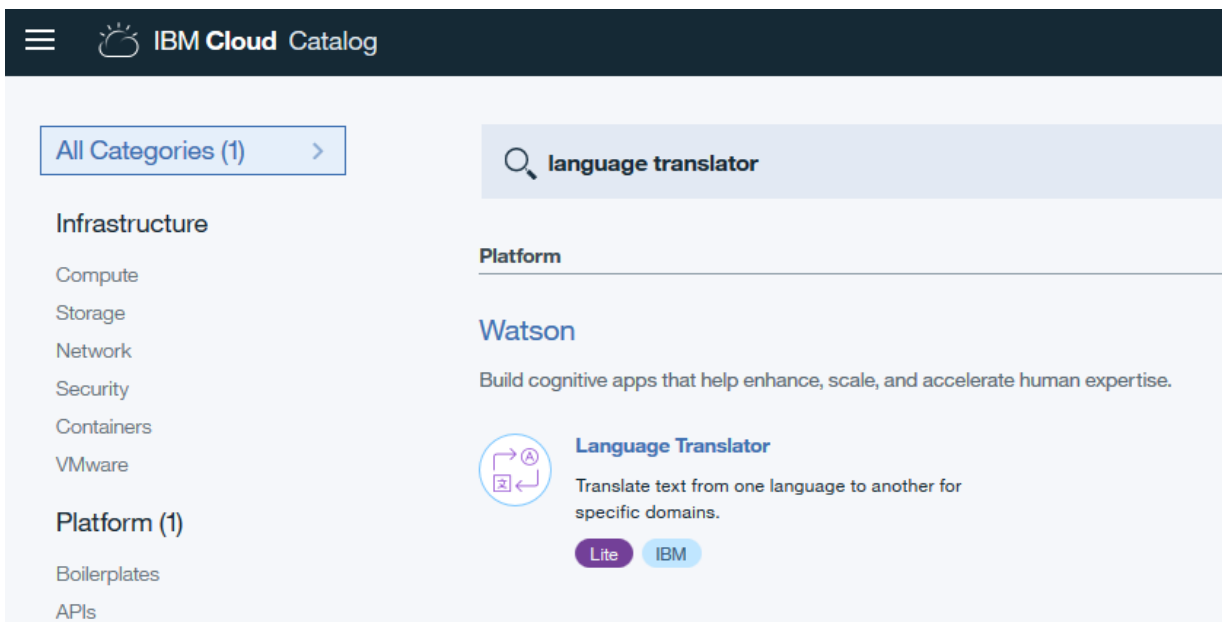 IBM Cloud Catalog
All Categories (1)
Infrastructure
Compute
Storage
Network
Security
Containers
VMware
Platform (1)
Boilerplates
APIs
language translator
Platform
Watson
Build cognitive apps that help enhance, scale, and accelerate human expertise.
Language Translator
Translate text from one language to another for
specific domains.
Lite IBM